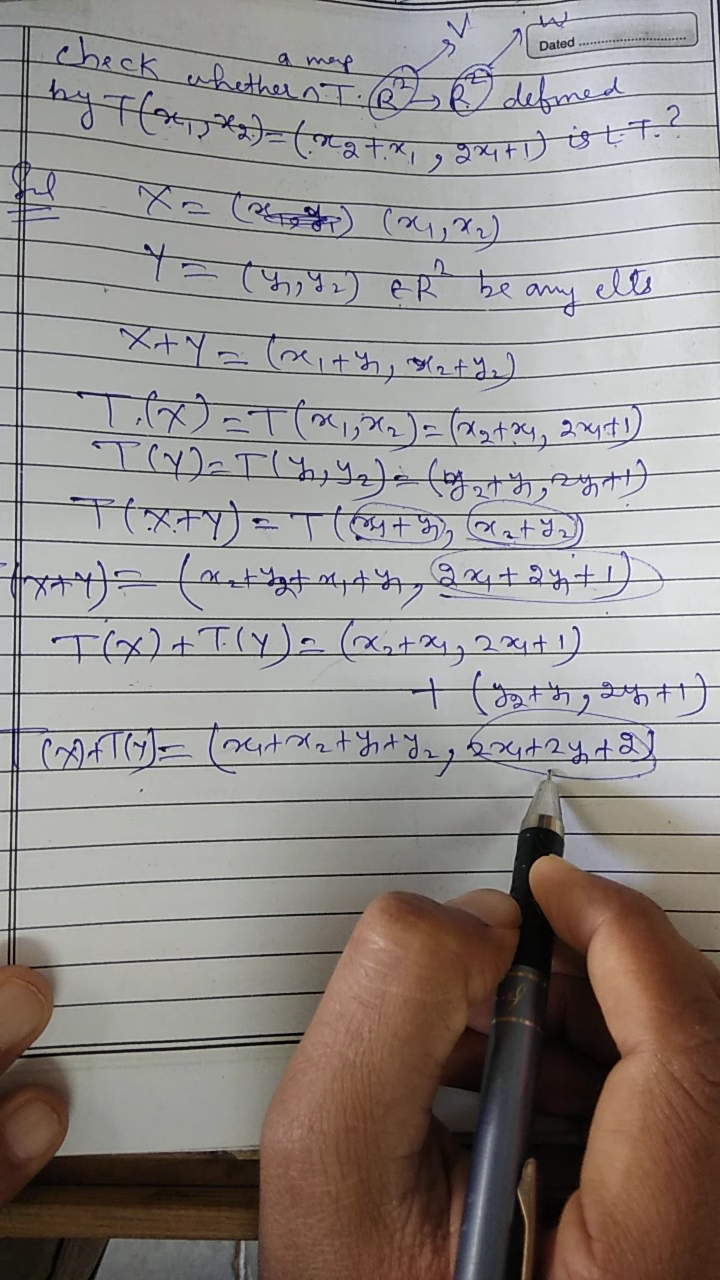 V W
Dated
a map
Check whether ^ T: R² → R² defined
by T(x₁, x₂) = (x₂+x₁, 2x₁+1) is L.T.?
Sol X = (x₁, x₂)
Y = (y₁, y₂) ∈ R² be any elts
X+Y = (x₁+y₁, x₂+y₂)
T(X) = T(x₁, x₂) = (x₂+x₁, 2x₁+1)
T(Y) = T(y₁, y₂) = (y₂+y₁, 2y₁+1)
T(X+Y) = T(x₁+y₁, x₂+y₂)
T(X+Y) = (x₂+y₂+x₁+y₁, 2x₁+2y₁+1)
T(X) + T(Y) = (x₂+x₁, 2x₁+1)
+ (y₂+y₁, 2y₁+1)
T(X)+T(Y) = (x₁+x₂+y₁+y₂, 2x₁+2y₁+2)